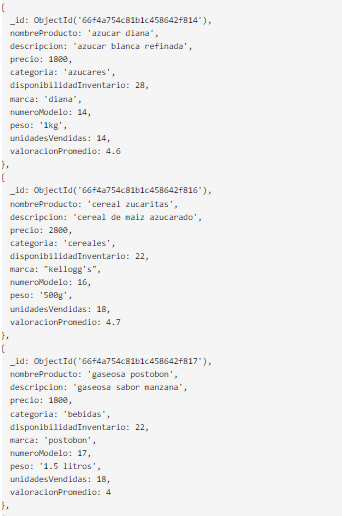 {
_id: ObjectId('66f4a754c81b1c458642f814'),
nombreProducto: 'azucar diana',
descripcion: 'azucar blanca refinada',
precio: 1800,
categoria: 'azucares',
disponibilidadInventario: 28,
marca: 'diana',
numeroModelo: 14,
peso: '1kg',
unidadesVendidas: 14,
valoracionPromedio: 4.6
},
{
_id: ObjectId('66f4a754c81b1c458642f816'),
nombreProducto: 'cereal zucaritas',
descripcion: 'cereal de maiz azucarado',
precio: 2800,
categoria: 'cereales',
disponibilidadInventario: 22,
marca: "kellogg's",
numeroModelo: 16,
peso: '500g',
unidadesVendidas: 18,
valoracionPromedio: 4.7
},
{
_id: ObjectId('66f4a754c81b1c458642f817'),
nombreProducto: 'gaseosa postobon',
descripcion: 'gaseosa sabor manzana',
precio: 1800,
categoria: 'bebidas',
disponibilidadInventario: 22,
marca: 'postobon',
numeroModelo: 17,
peso: '1.5 litros',
unidadesVendidas: 18,
valoracionPromedio: 4
},